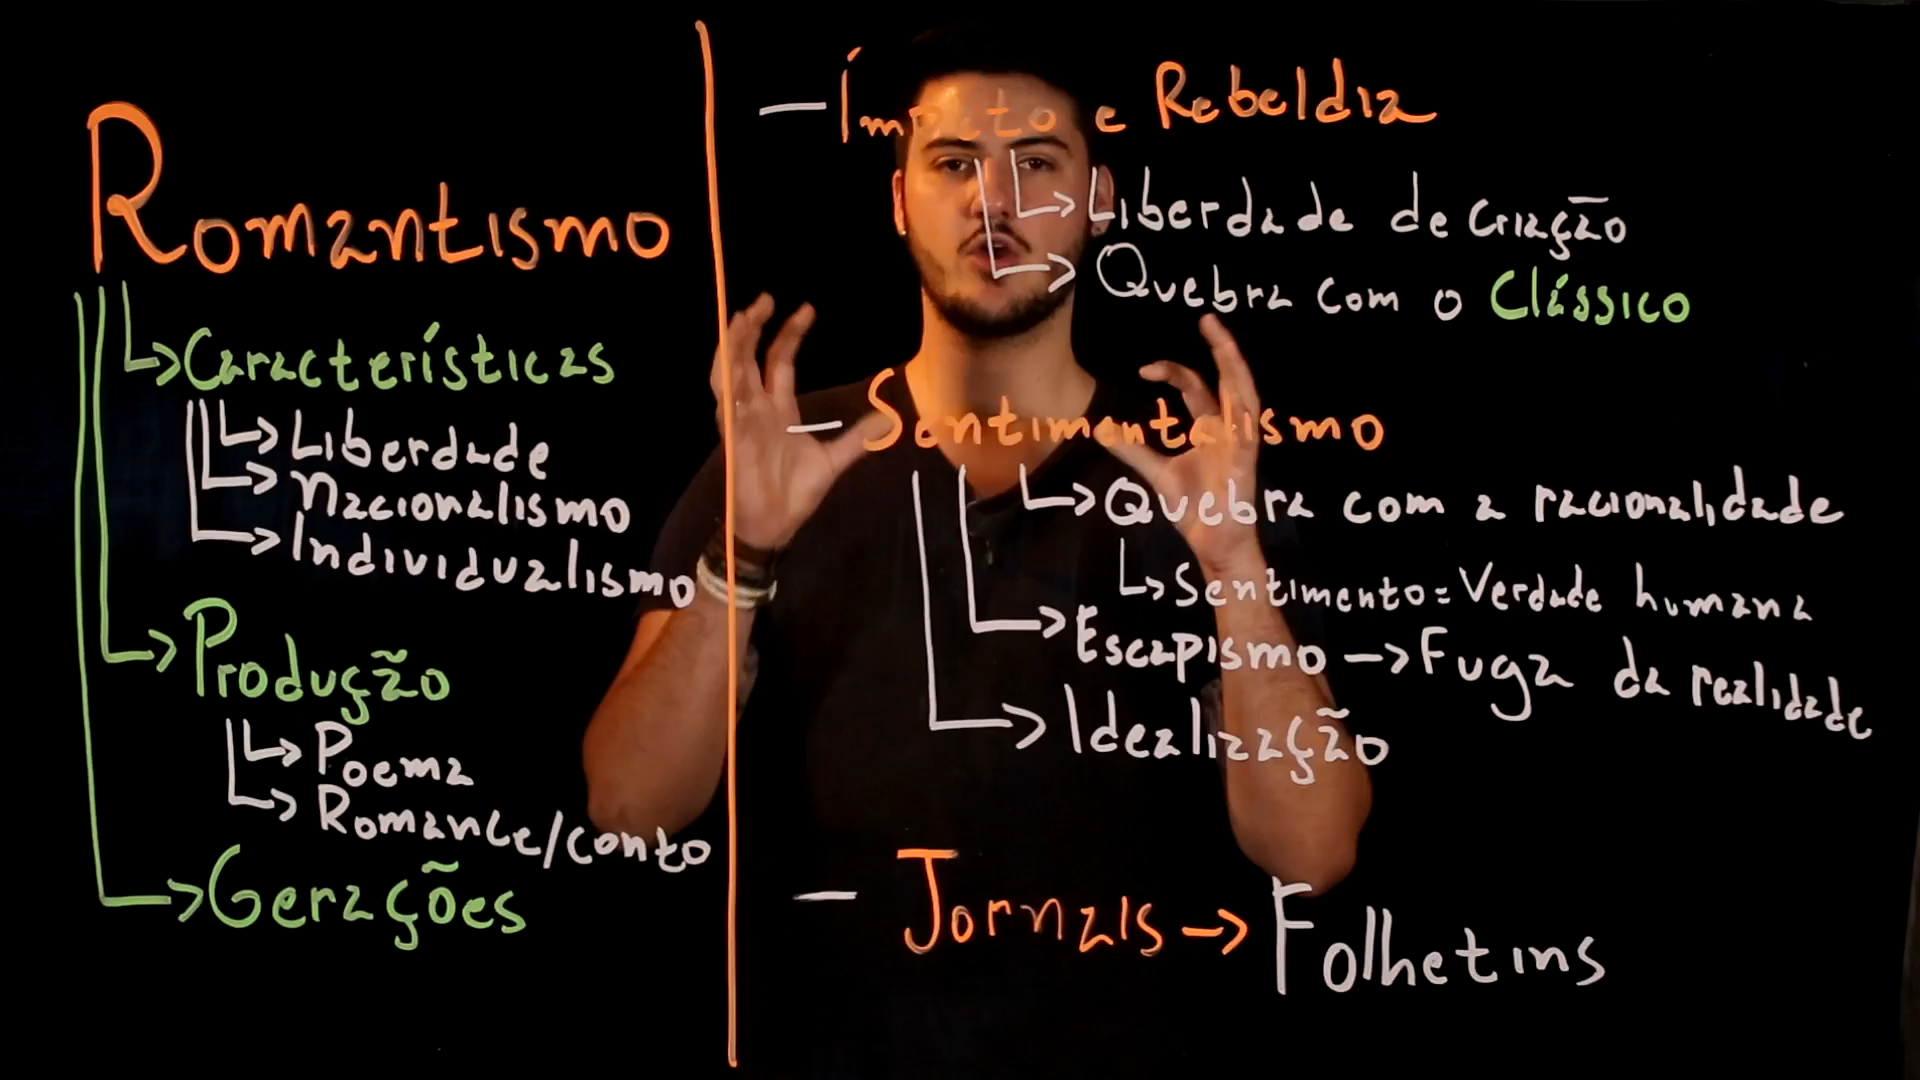 Romantismo
Características
Liberdade
Nacionalismo
Individualismo
Produção
Poema
Romance/conto
Gerações
- Ímpeto e Rebeldia
Liberdade de criação
Quebra com o Clássico
- Sentimentalismo
Quebra com a racionalidade
Sentimento = Verdade humana
Escapismo → Fuga da realidade
Idealização
- Jornais → Folhetins